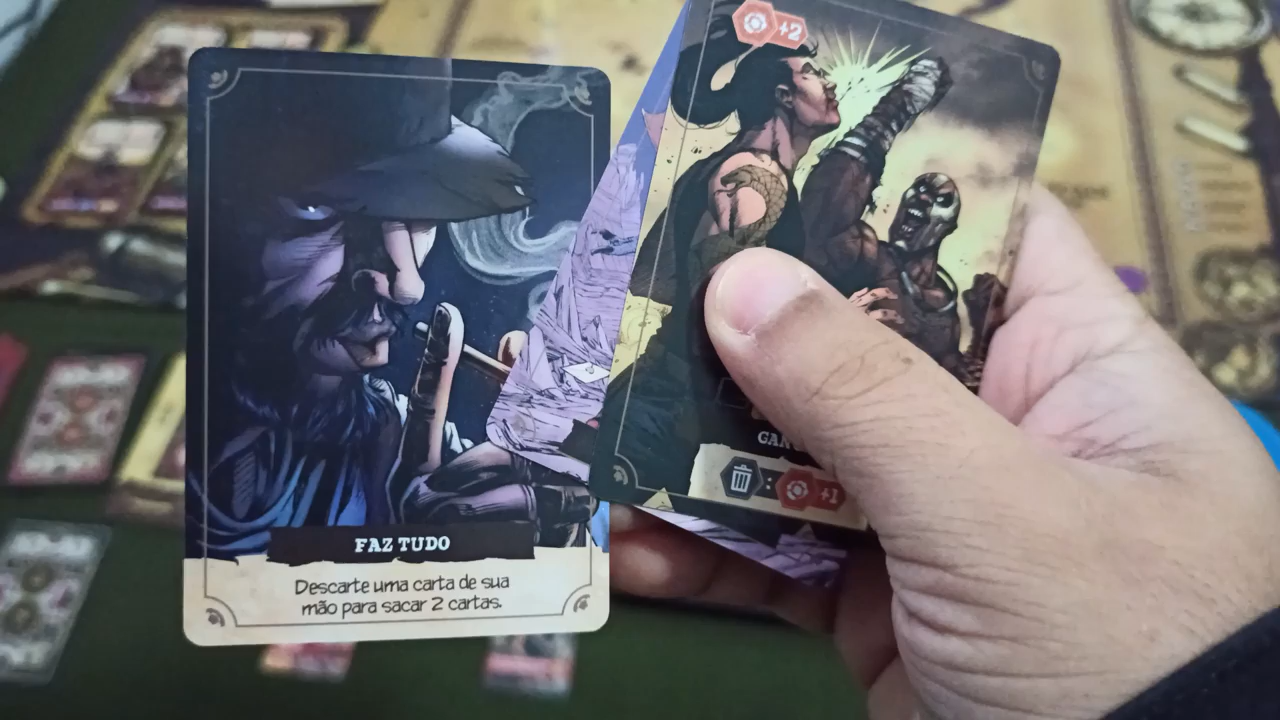 +2
FAZ TUDO
Descarte uma carta de sua
mão para sacar 2 cartas.
:
+1